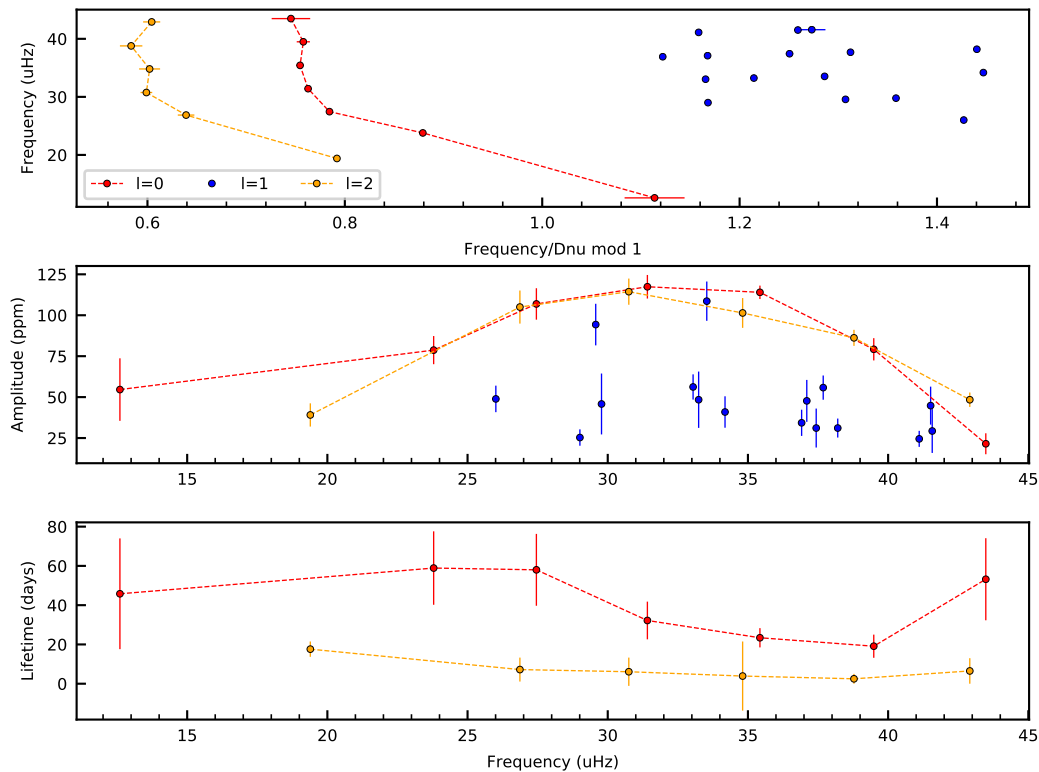 Frequency (uHz)
40
30
20
l=0 l=1 l=2
0.6 0.8 1.0 1.2 1.4
Frequency/Dnu mod 1
Amplitude (ppm)
125
100
75
50
25
15 20 25 30 35 40 45
Lifetime (days)
80
60
40
20
0
15 20 25 30 35 40 45
Frequency (uHz)